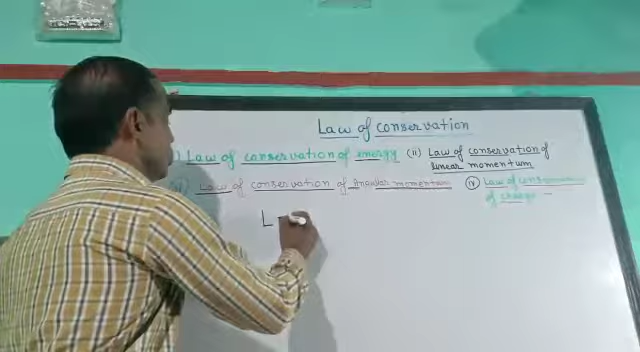 Law of conservation
) Law of conservation of energy (ii) Law of conservation of
linear momentum
Law of conservation of Angular momentum (iv) Law of conservation
of charge
L